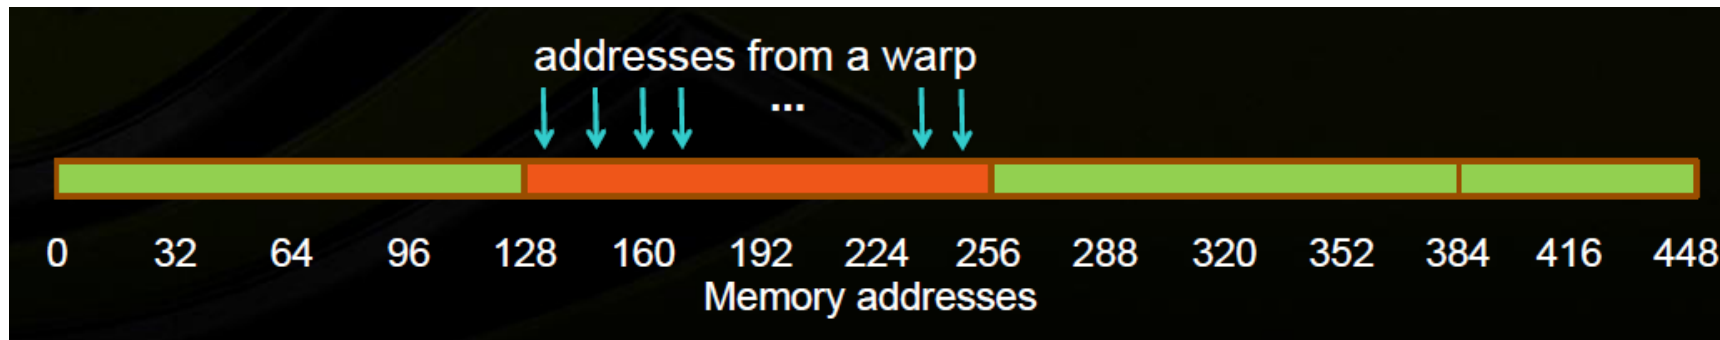 addresses from a warp
...
0 32 64 96 128 160 192 224 256 288 320 352 384 416 448
Memory addresses